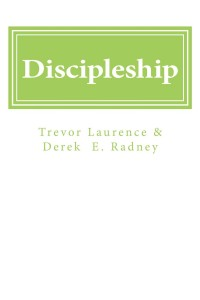 Discipleship
Trevor Laurence &
Derek E. Radney